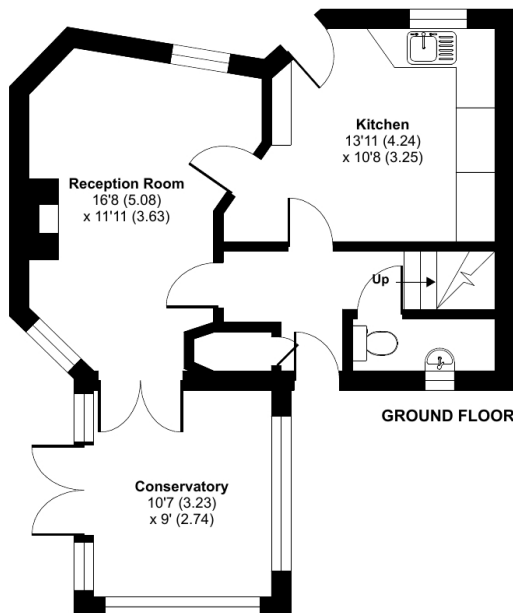 Kitchen
13'11 (4.24)
x 10'8 (3.25)
Reception Room
16'8 (5.08)
x 11'11 (3.63)
Up
GROUND FLOOR
Conservatory
10'7 (3.23)
x 9' (2.74)